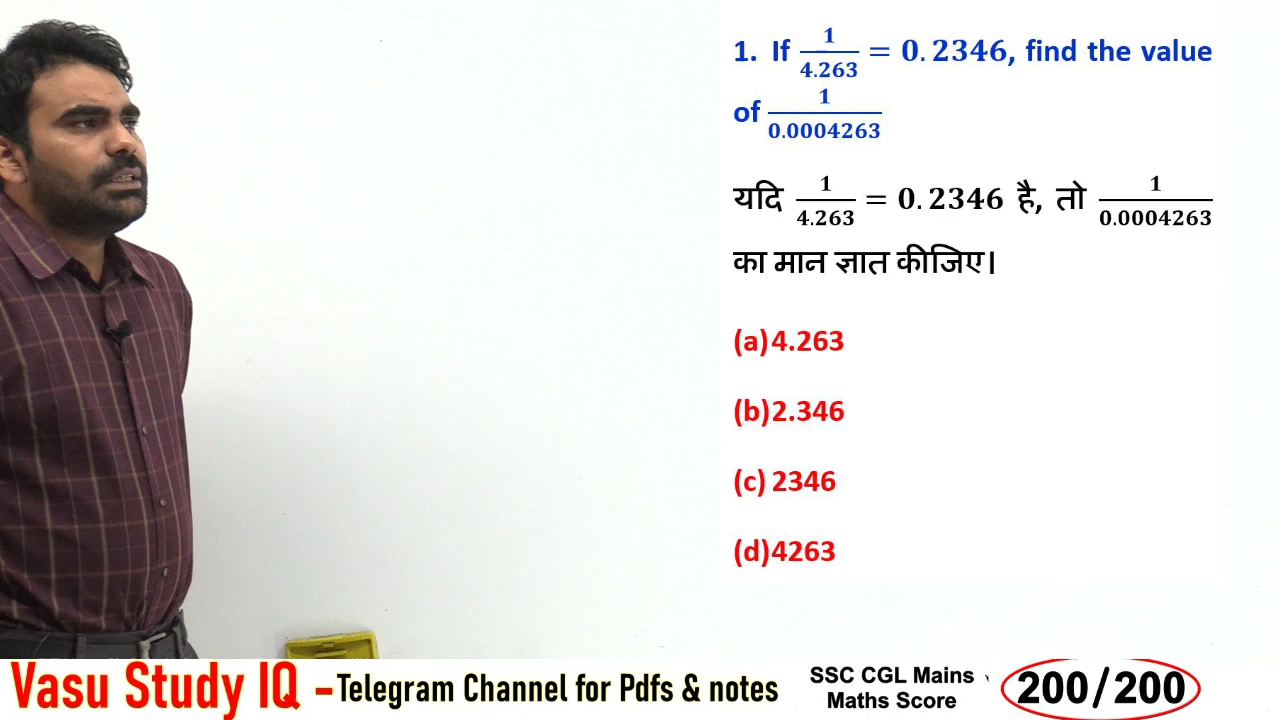 1. If 1/4.263 = 0.2346, find the value
of 1/0.0004263
यदि 1/4.263 = 0.2346 है, तो 1/0.0004263
का मान ज्ञात कीजिए।
(a)4.263
(b)2.346
(c) 2346
(d)4263
Vasu Study IQ - Telegram Channel for Pdfs & notes
SSC CGL Mains
Maths Score
200/200